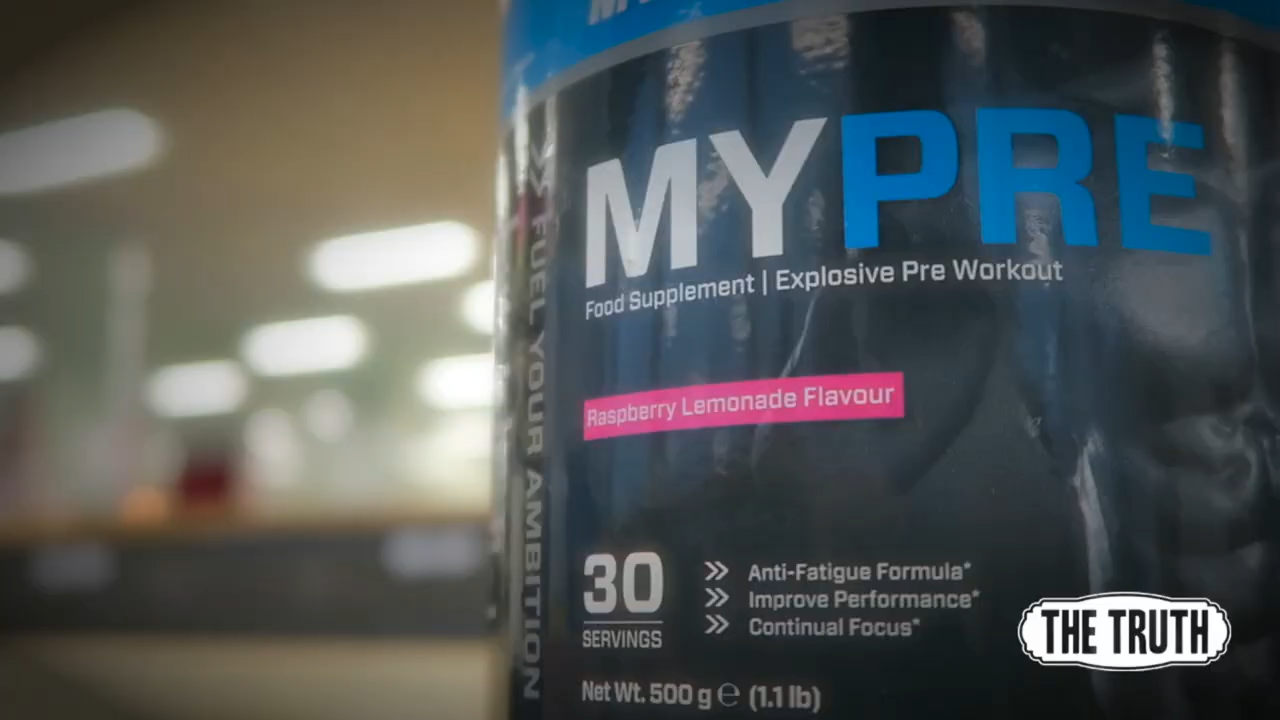 MYPRE
Food Supplement | Explosive Pre Workout
Raspberry Lemonade Flavour
FUEL YOUR AMBITION
30
SERVINGS
Anti-Fatigue Formula*
Improve Performance*
Continual Focus*
Net Wt. 500 g ℮ (1.1 lb)
THE TRUTH